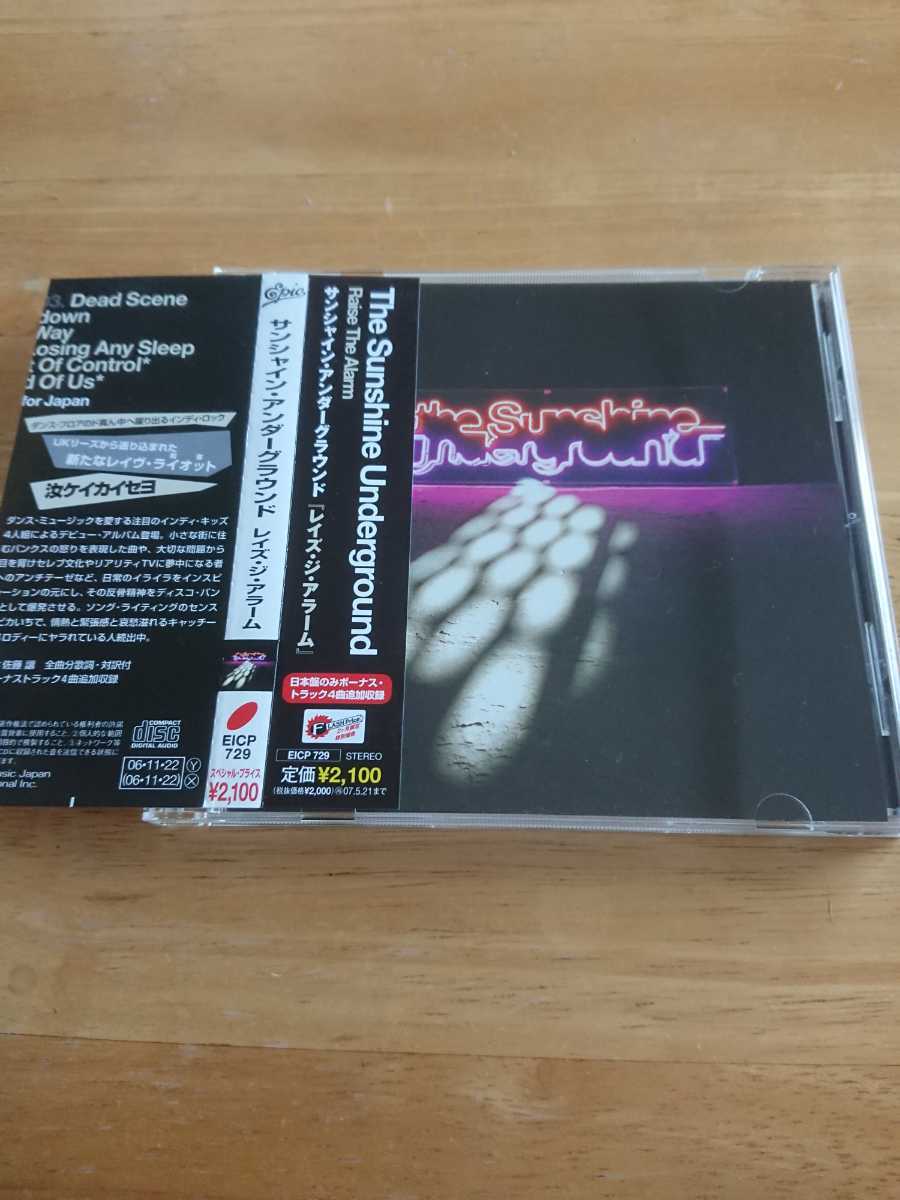 03. Dead Scene
down
Way
Losing Any Sleep
t Of Control*
d Of Us*
for Japan
ダンス・フロアのド真ん中へ躍り出るインディ・ロック
UKリーズから送り込まれた
新たなレイヴ・ライオット
汝ケイカイセヨ
ダンス・ミュージックを愛する注目のインディ・キッズ
4人組によるデビュー・アルバム登場。小さな街に住
むパンクスの怒りを表現した曲や、大切な問題から
目を背けセレブ文化やリアリティTVに夢中になる者
へのアンチテーゼなど、日常のイライラをインスピ
レーションの元にし、その反骨精神をディスコ・パン
として爆発させる。ソング・ライティングのセンス
ピカいちで、情熱と緊張感と哀愁溢れるキャッチー
メロディーにヤラれている人続出中。
佐藤 譲 全曲分歌詞・対訳付
ーナストラック4曲追加収録
COMPACT
disc
DIGITAL AUDIO
usic Japan
onal Inc.
06・11・22 Y
(06・11・22) X
Epic
サンシャイン・アンダーグラウンド レイズ・ジ・アラーム
EICP
729
スペシャル・プライス
¥2,100
The Sunshine Underground
Raise The Alarm
サンシャイン・アンダーグラウンド『レイズ・ジ・アラーム』
日本盤のみボーナス・
トラック4曲追加収録
FLASH Price
EICP 729 STEREO
定価¥2,100
(税抜価格¥2,000) 07.5.21まで
the Sunshine
Underground